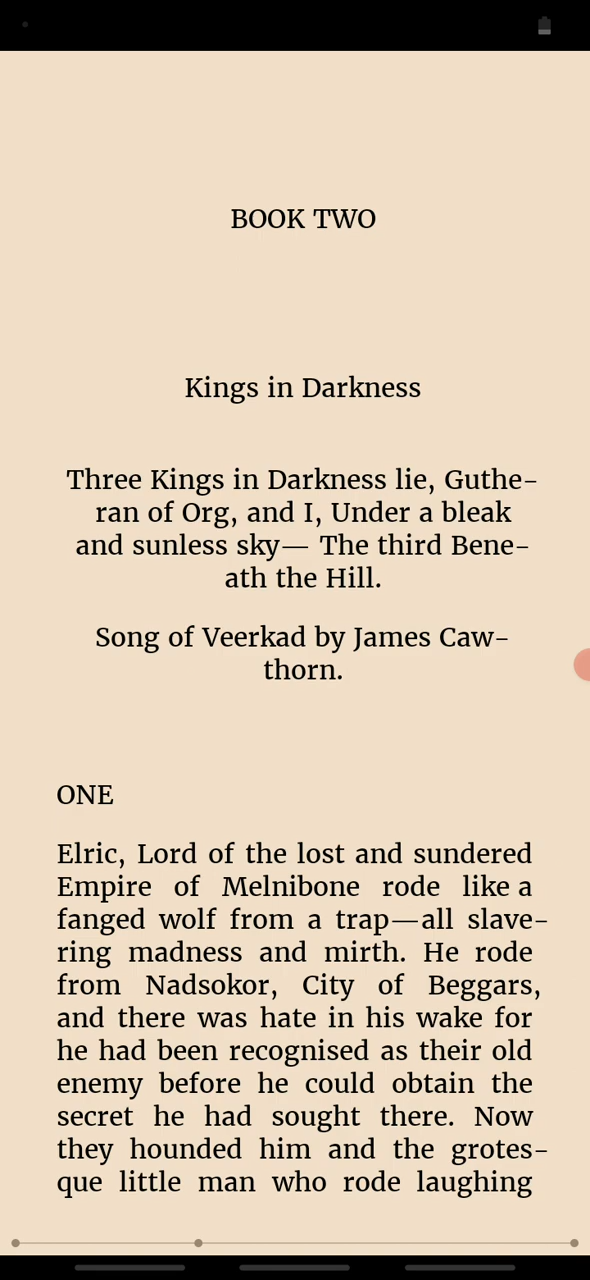 BOOK TWO
Kings in Darkness
Three Kings in Darkness lie, Guthe-
ran of Org, and I, Under a bleak
and sunless sky— The third Bene-
ath the Hill.
Song of Veerkad by James Caw-
thorn.
ONE
Elric, Lord of the lost and sundered
Empire of Melnibone rode like a
fanged wolf from a trap—all slave-
ring madness and mirth. He rode
from Nadsokor, City of Beggars,
and there was hate in his wake for
he had been recognised as their old
enemy before he could obtain the
secret he had sought there. Now
they hounded him and the grotes-
que little man who rode laughing